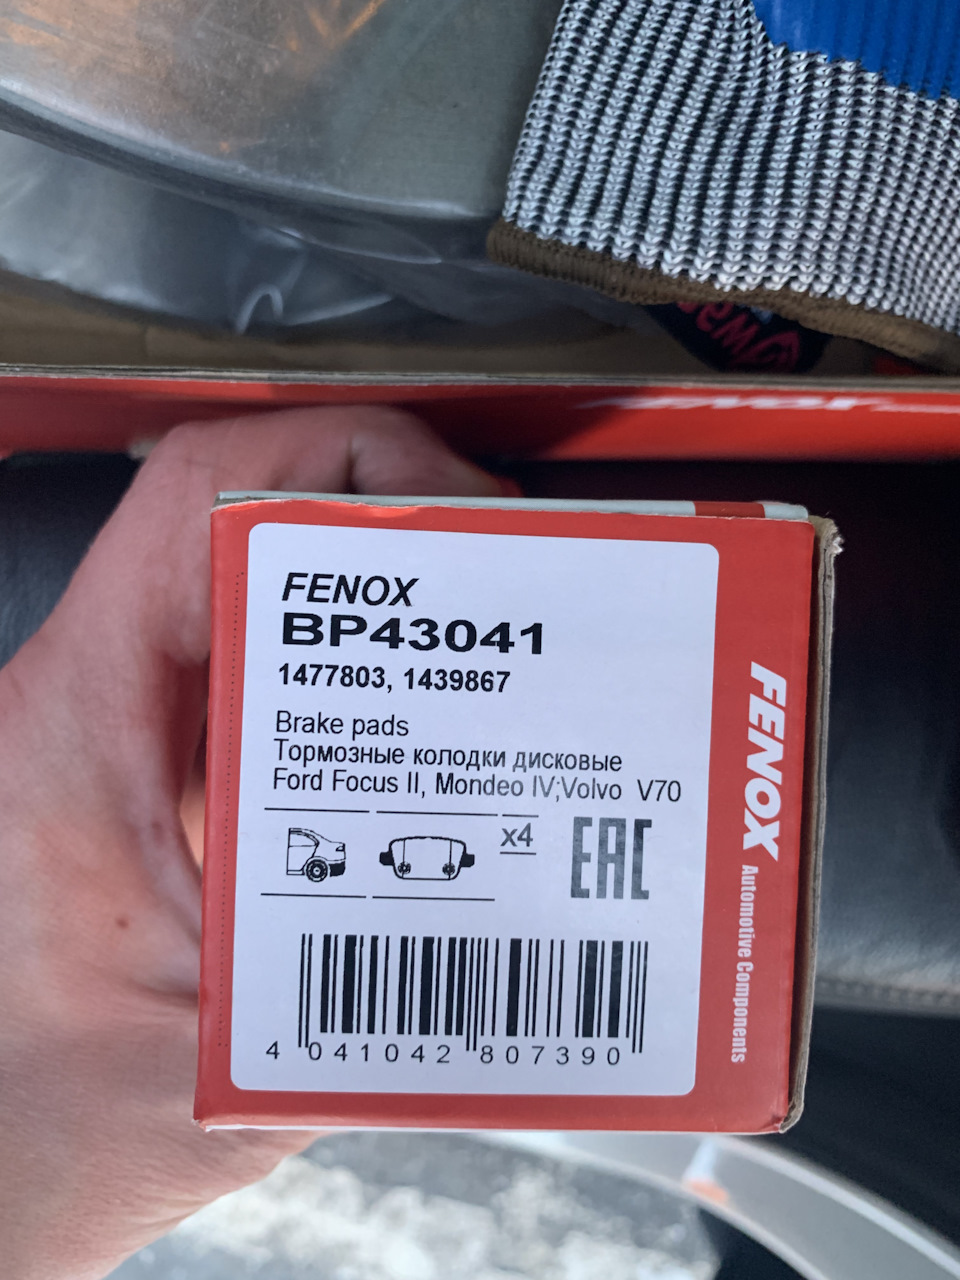 FENOX
BP43041
1477803, 1439867
Brake pads
Тормозные колодки дисковые
Ford Focus II, Mondeo IV;Volvo V70
x4
EAC
4 041042 807390
FENOX Automotive Components